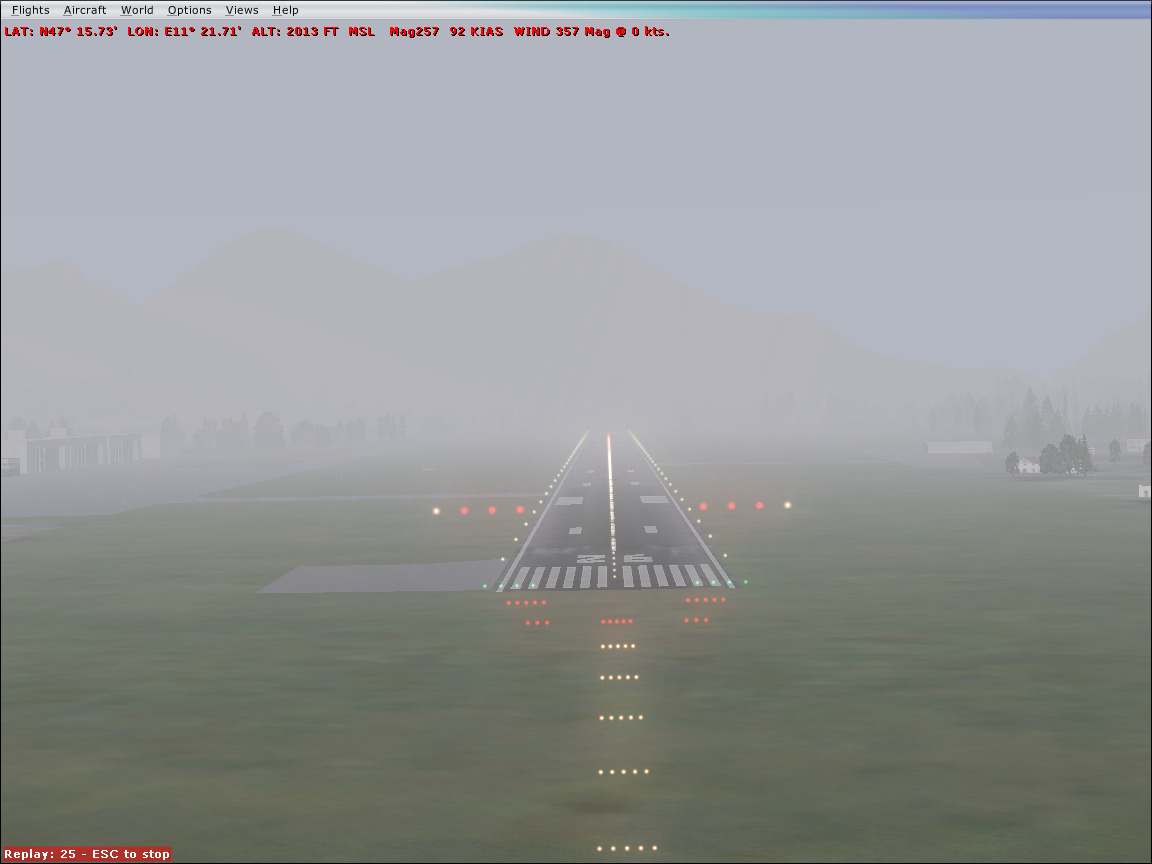 Flights Aircraft World Options Views Help
LAT: N47° 15.73' LON: E11° 21.71' ALT: 2013 FT MSL Mag257 92 KIAS WIND 357 Mag @ 0 kts.
26
Replay: 25 - ESC to stop